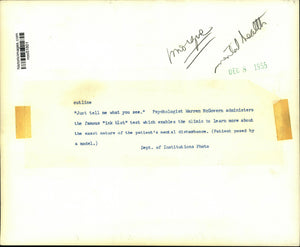 morgue
mental health
DEC 8 1955
outline
"Just tell me what you see." Psychologist Warren McGovern administers
the famous "ink blot" test which enables the clinic to learn more about
the exact nature of the patient's mental disturbance. (Patient posed by
a model.)
Dept. of Institutions Photo